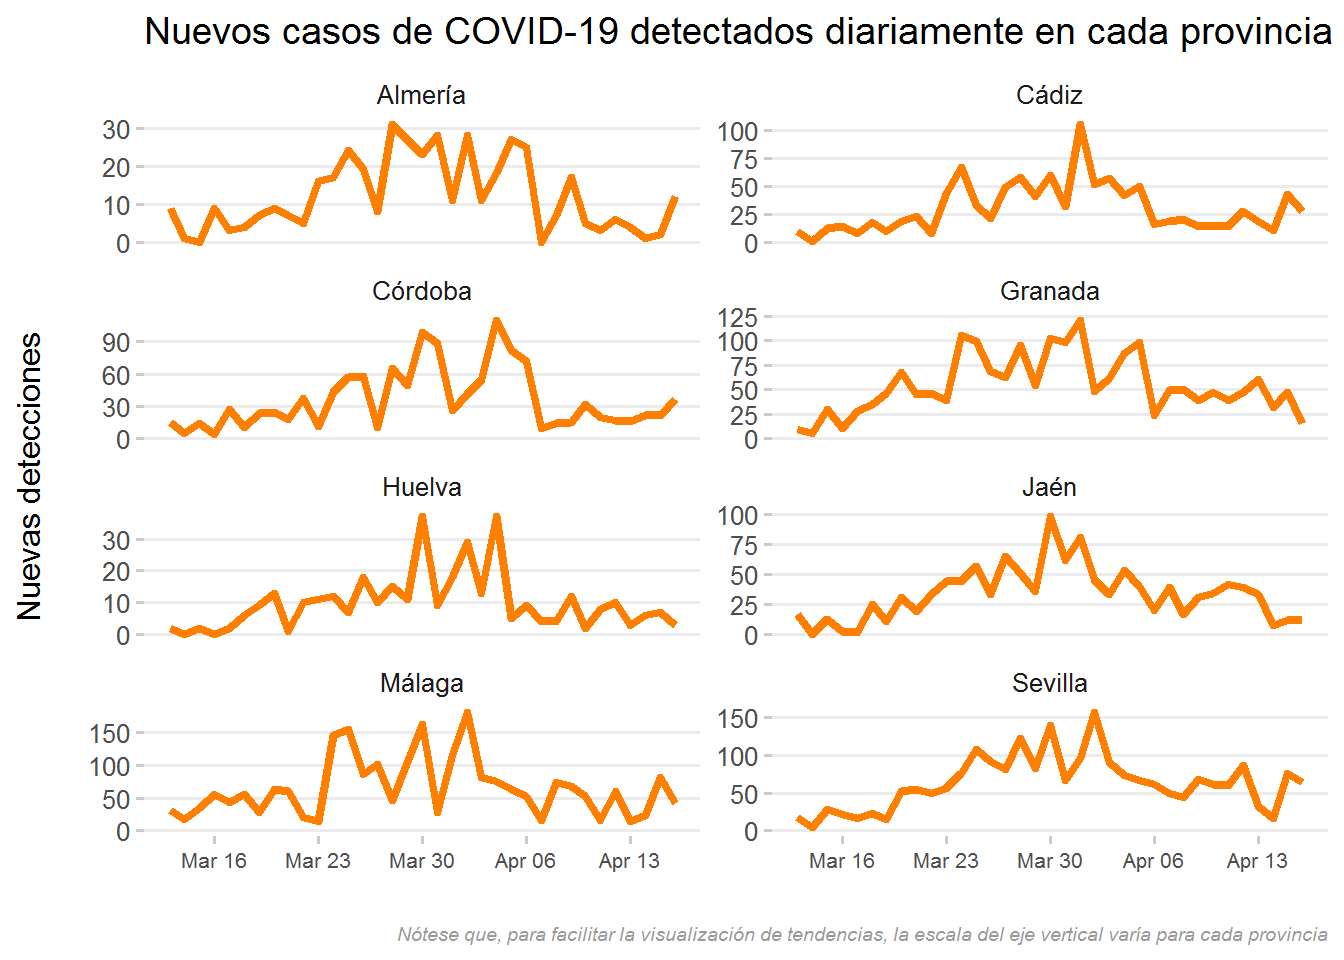 Nuevos casos de COVID-19 detectados diariamente en cada provincia
Nuevas detecciones
Almería
30
20
10
0
Cádiz
100
75
50
25
0
Córdoba
90
60
30
0
Granada
125
100
75
50
25
0
Huelva
30
20
10
0
Jaén
100
75
50
25
0
Málaga
150
100
50
0
Mar 16 Mar 23 Mar 30 Apr 06 Apr 13
Sevilla
150
100
50
0
Mar 16 Mar 23 Mar 30 Apr 06 Apr 13
Nótese que, para facilitar la visualización de tendencias, la escala del eje vertical varía para cada provincia